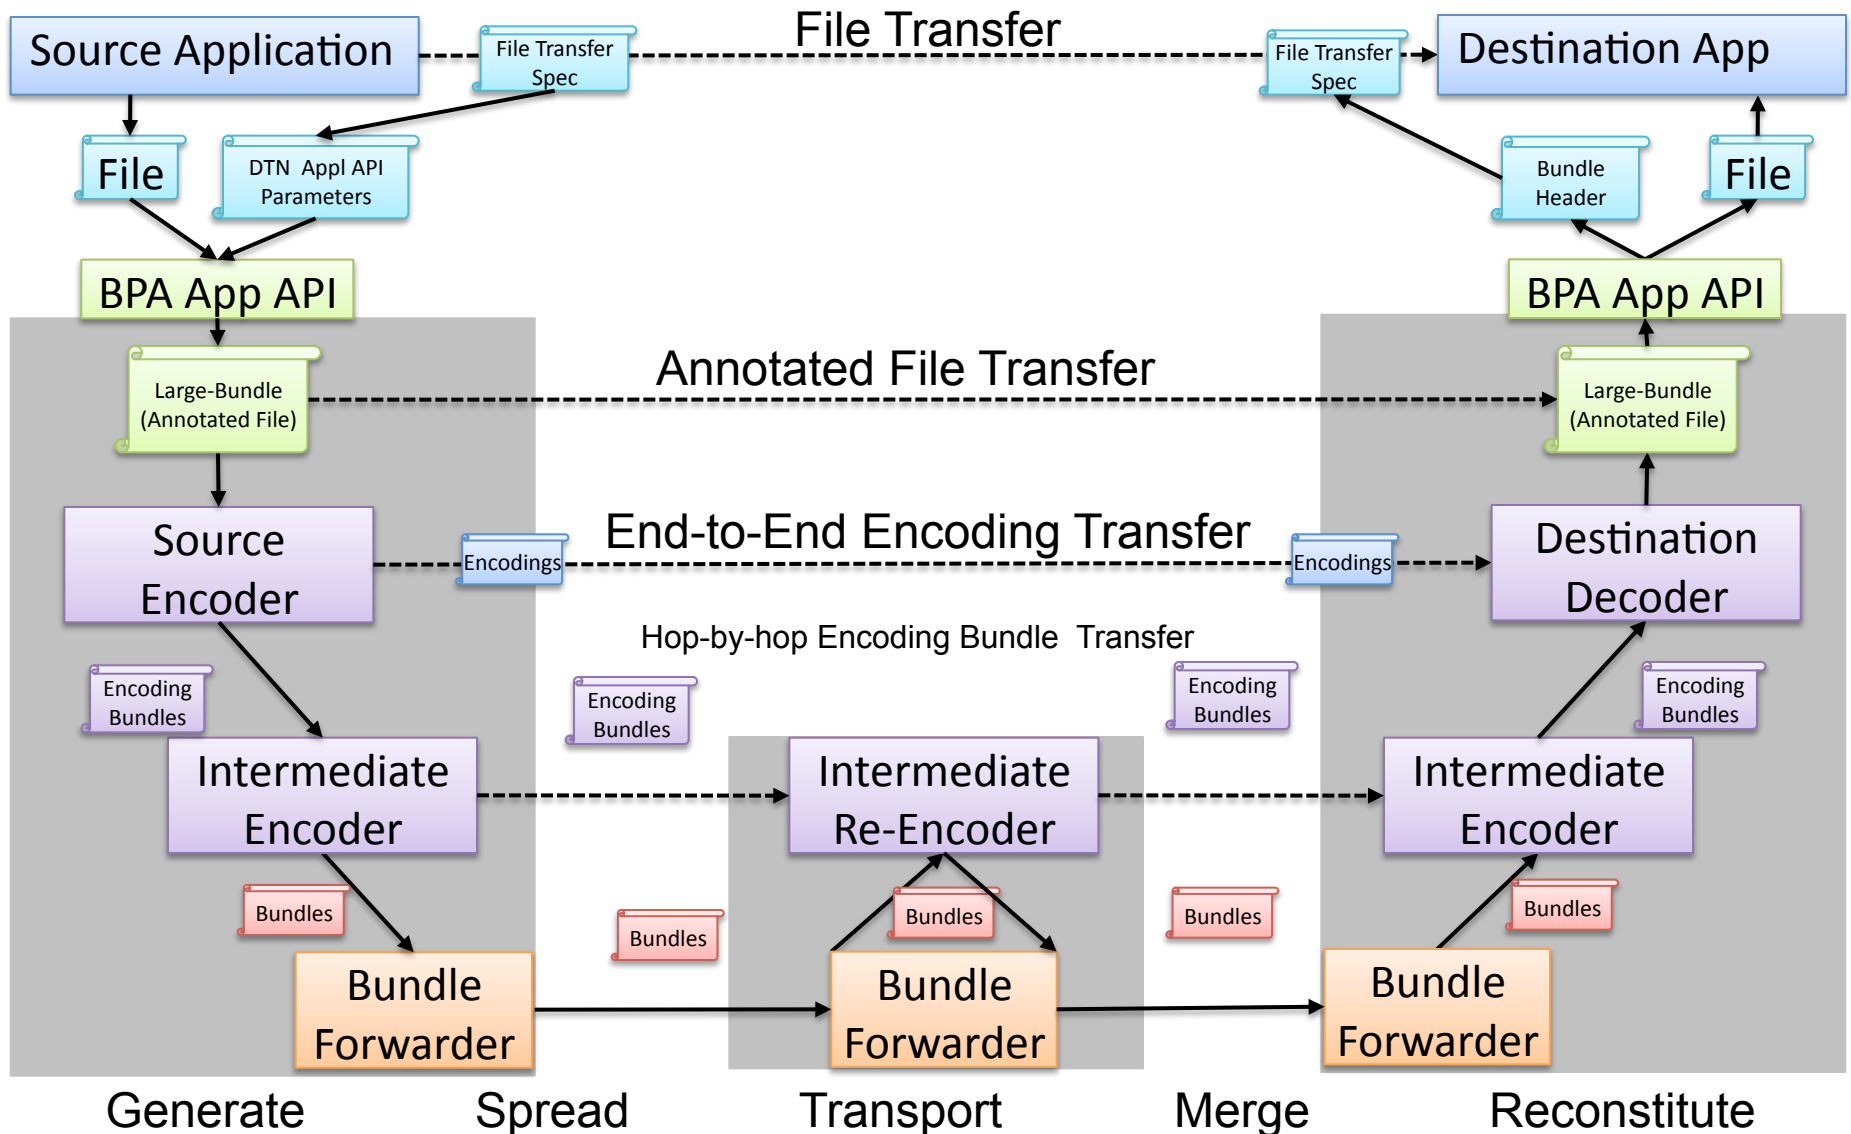 File Transfer
Source Application
File Transfer
Spec
File Transfer
Spec
Destination App
File
DTN  Appl API
Parameters
Bundle
Header
File
BPA App API
BPA App API
Annotated File Transfer
Large-Bundle
(Annotated File)
Large-Bundle
(Annotated File)
End-to-End Encoding Transfer
Source
Encoder
Encodings
Encodings
Destination
Decoder
Hop-by-hop Encoding Bundle  Transfer
Encoding
Bundles
Encoding
Bundles
Encoding
Bundles
Encoding
Bundles
Intermediate
Encoder
Intermediate
Re-Encoder
Intermediate
Encoder
Bundles
Bundles
Bundles
Bundles
Bundles
Bundle
Forwarder
Bundle
Forwarder
Bundle
Forwarder
Generate
Spread
Transport
Merge
Reconstitute